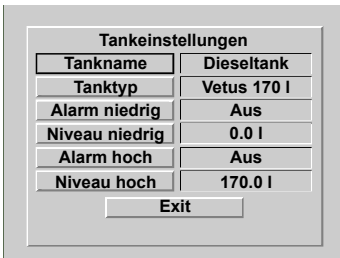 Tankeinstellungen
Tankname Dieseltank
Tanktyp Vetus 170 l
Alarm niedrig Aus
Niveau niedrig 0.0 l
Alarm hoch Aus
Niveau hoch 170.0 l
Exit